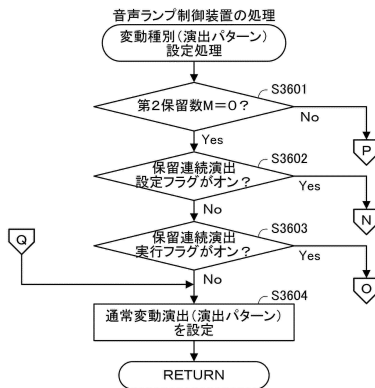 音声ランプ制御装置の処理
変動種別(演出パターン)
設定処理
S3601
第2保留数M=0?
No
P
Yes
S3602
保留連続演出
設定フラグがオン?
Yes
N
No
S3603
Q
保留連続演出
実行フラグがオン?
Yes
O
No
S3604
通常変動演出(演出パターン)
を設定
RETURN